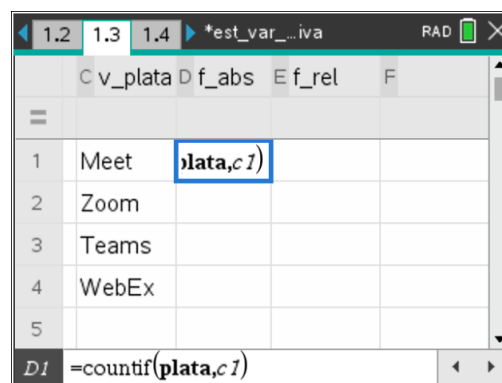 1.2 1.3 1.4 *est_var_…iva RAD
C v_plata D f_abs E f_rel F
=
1 Meet plata,c1)
2 Zoom
3 Teams
4 WebEx
5
D1 =countif(plata,c1)